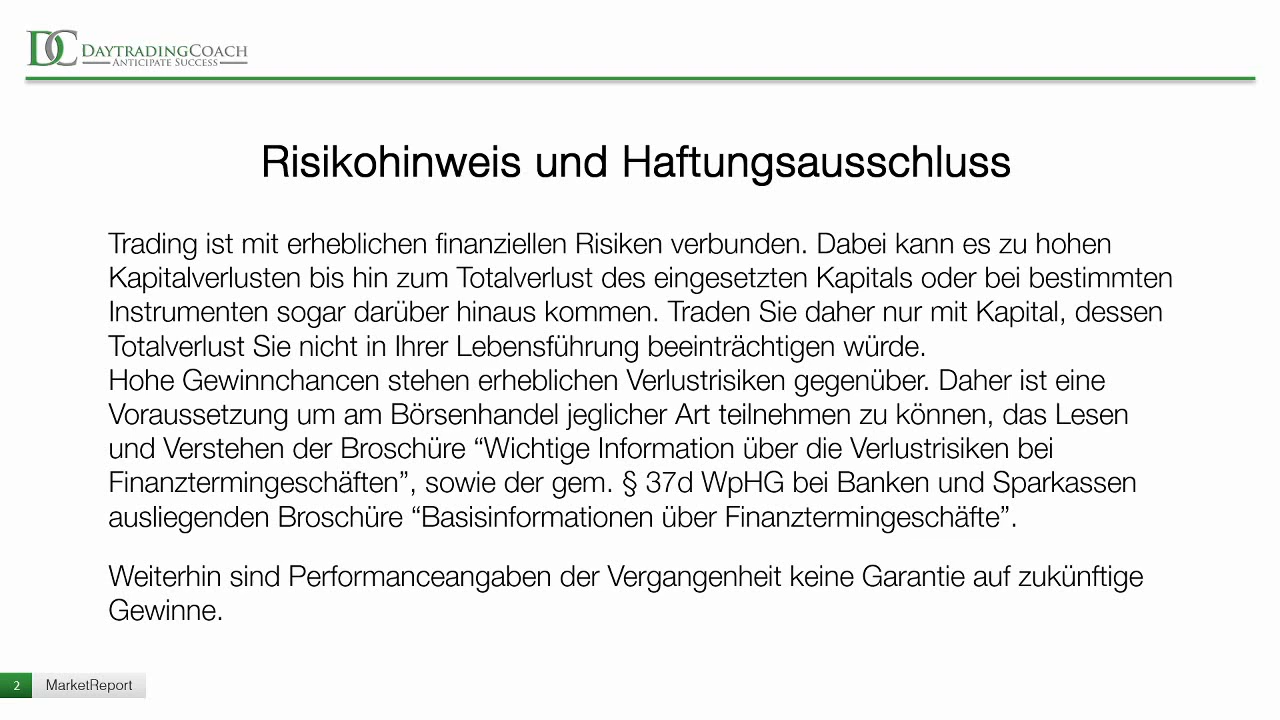 DC DAYTRADINGCOACH
ANTICIPATE SUCCESS
Risikohinweis und Haftungsausschluss
Trading ist mit erheblichen finanziellen Risiken verbunden. Dabei kann es zu hohen
Kapitalverlusten bis hin zum Totalverlust des eingesetzten Kapitals oder bei bestimmten
Instrumenten sogar darüber hinaus kommen. Traden Sie daher nur mit Kapital, dessen
Totalverlust Sie nicht in Ihrer Lebensführung beeinträchtigen würde.
Hohe Gewinnchancen stehen erheblichen Verlustrisiken gegenüber. Daher ist eine
Voraussetzung um am Börsenhandel jeglicher Art teilnehmen zu können, das Lesen
und Verstehen der Broschüre “Wichtige Information über die Verlustrisiken bei
Finanztermingeschäften”, sowie der gem. § 37d WpHG bei Banken und Sparkassen
ausliegenden Broschüre “Basisinformationen über Finanztermingeschäfte”.
Weiterhin sind Performanceangaben der Vergangenheit keine Garantie auf zukünftige
Gewinne.
2 MarketReport